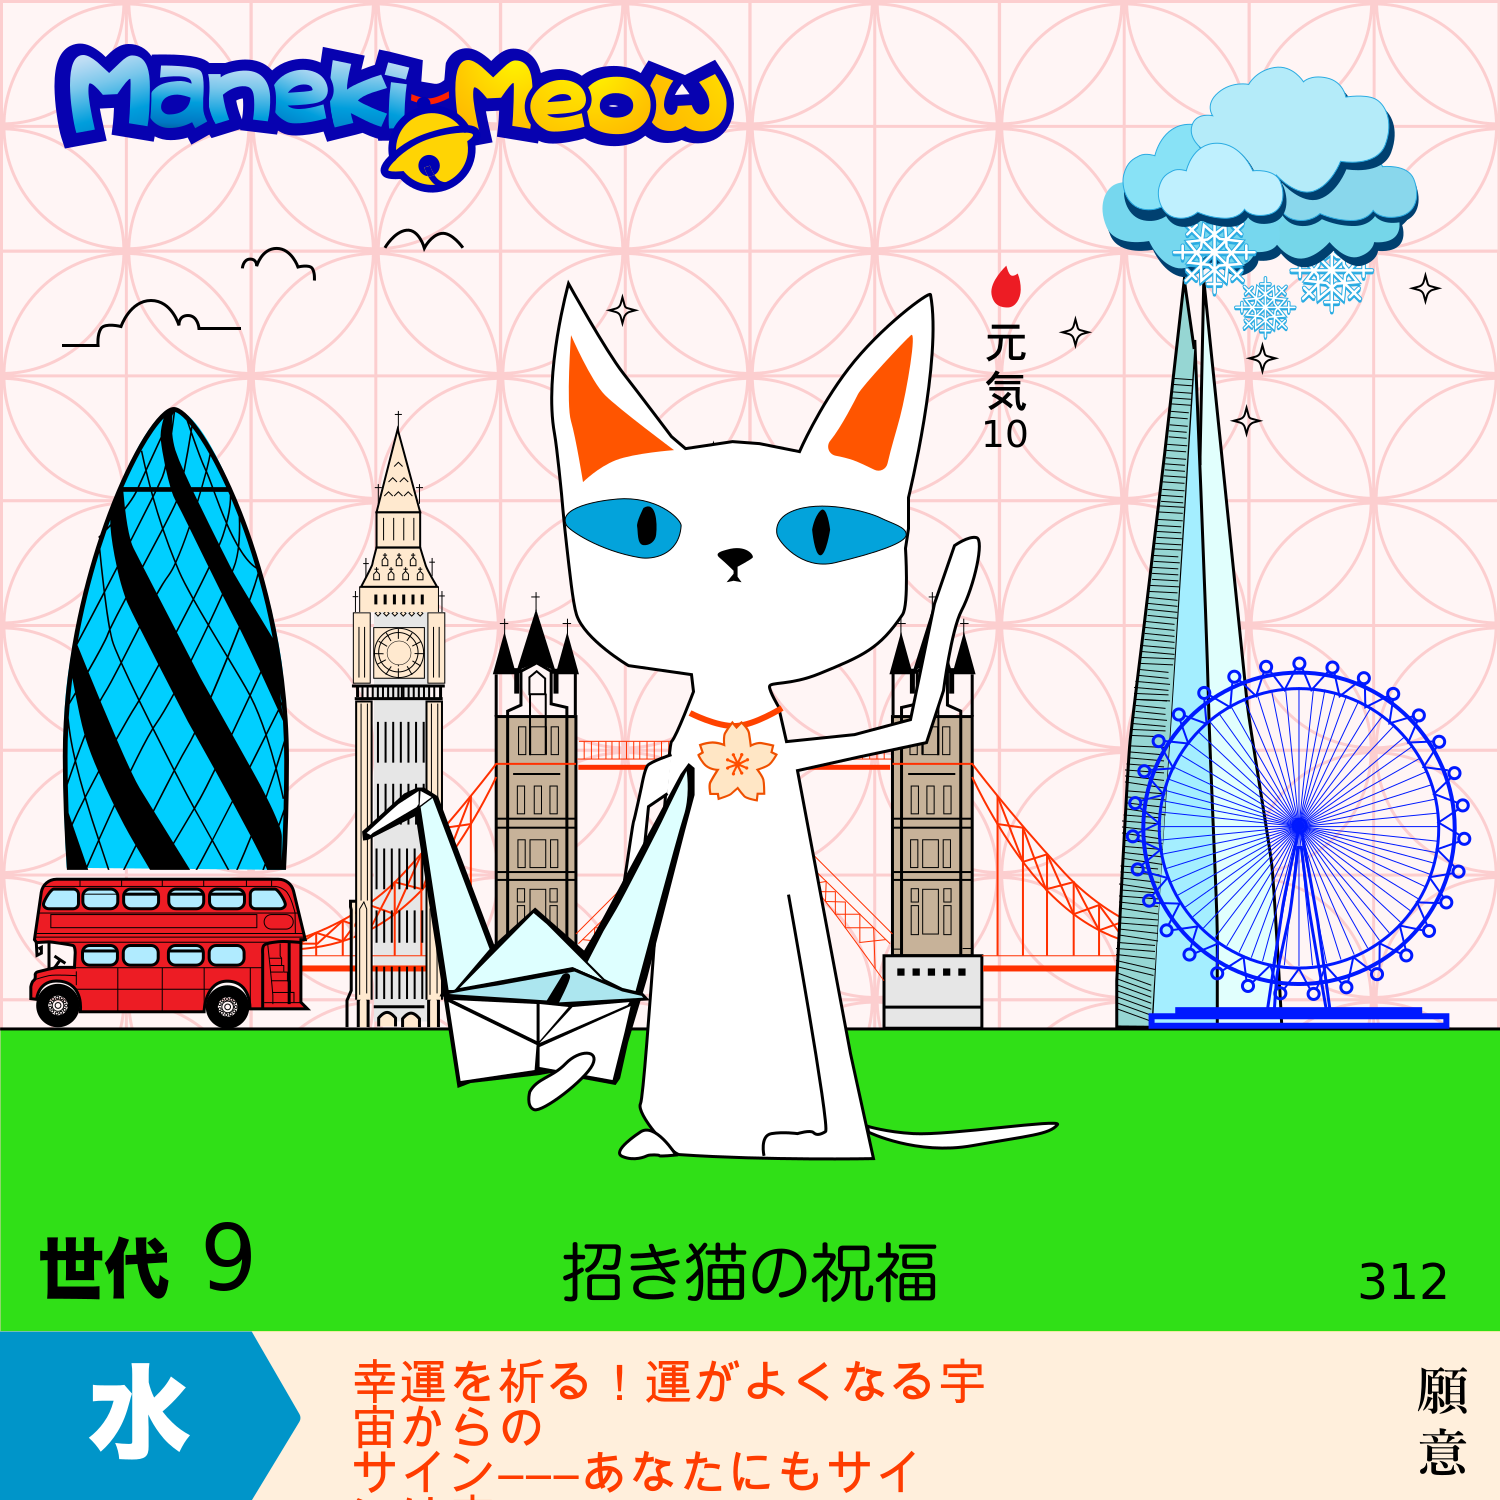 Maneki-Meow
元気
10
世代 9
招き猫の祝福
312
水
幸運を祈る！運がよくなる宇
宙からの
サイン———あなたにもサイ
願意